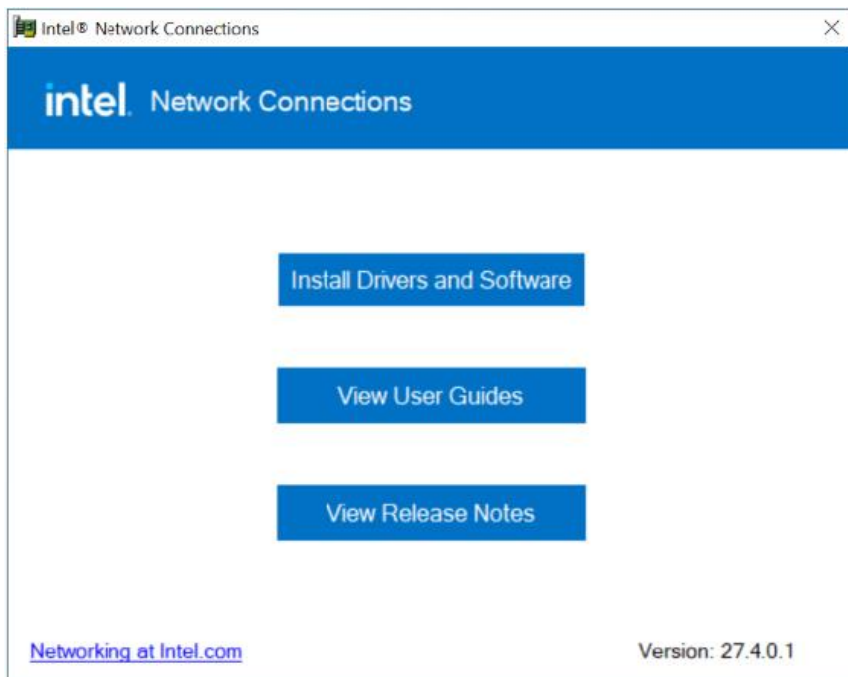 Intel® Network Connections
intel. Network Connections
Install Drivers and Software
View User Guides
View Release Notes
Networking at Intel.com
Version: 27.4.0.1